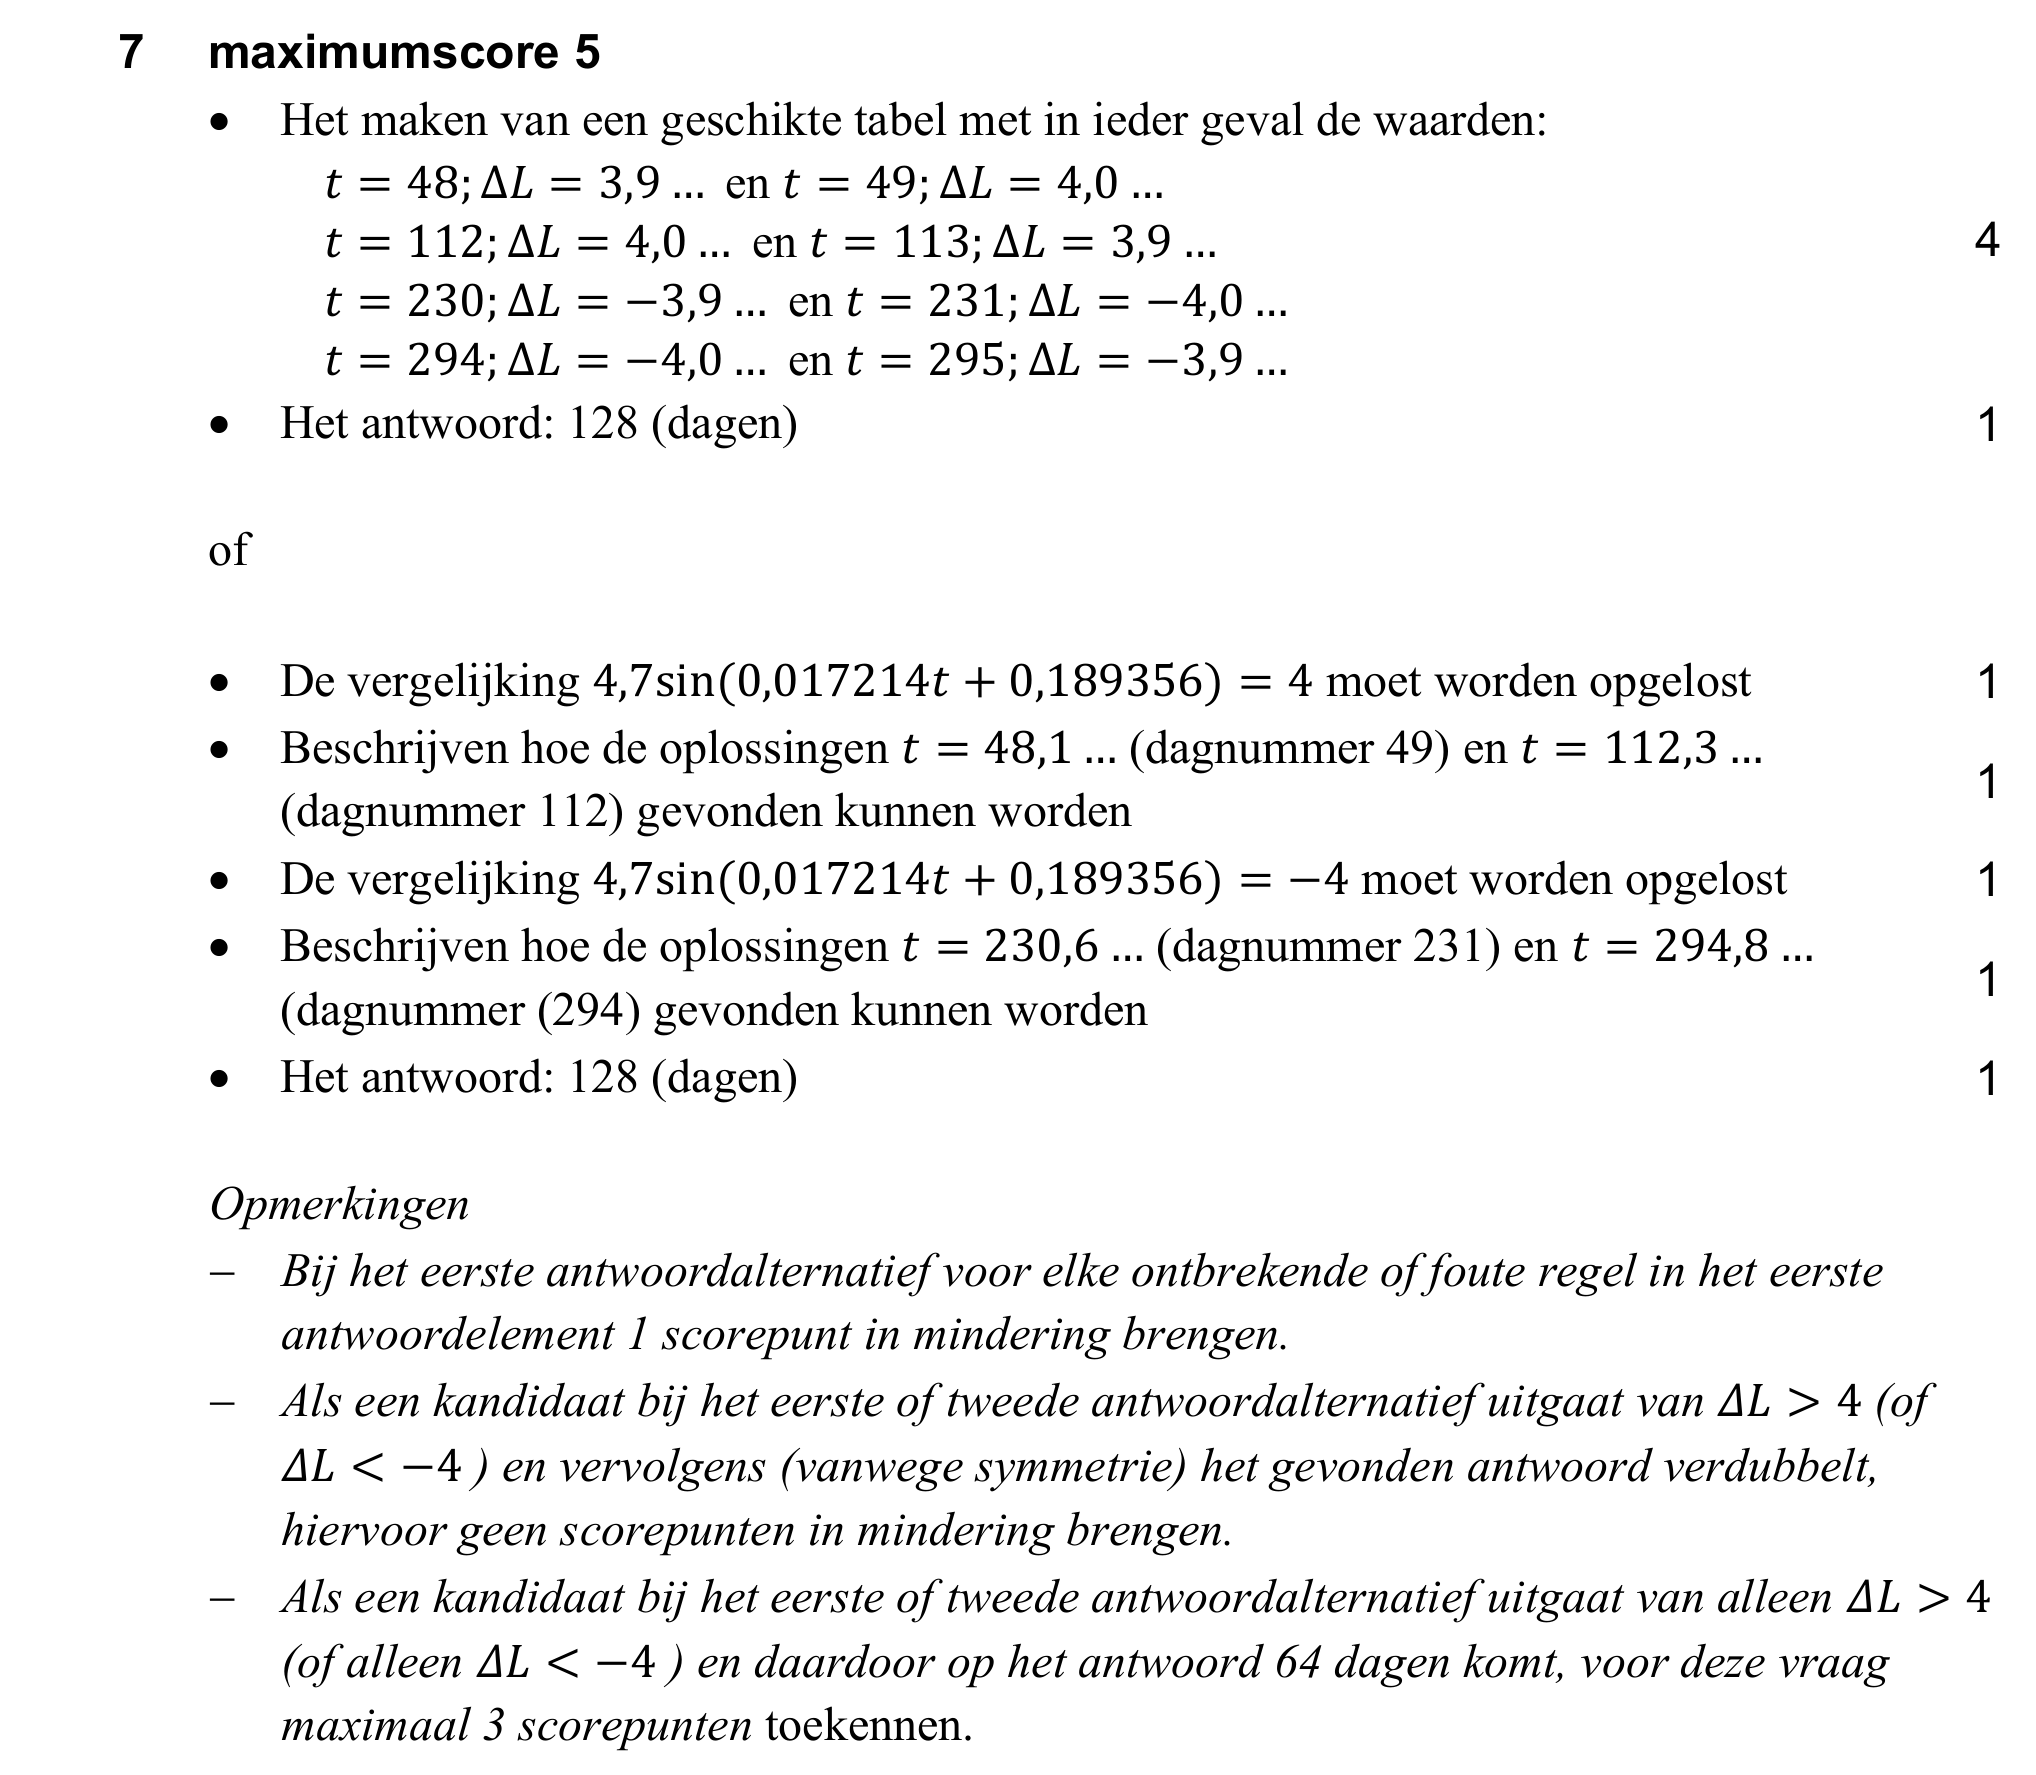 7 maximumscore 5
• Het maken van een geschikte tabel met in ieder geval de waarden:
t = 48; ΔL = 3,9 … en t = 49; ΔL = 4,0 …
t = 112; ΔL = 4,0 … en t = 113; ΔL = 3,9 … 4
t = 230; ΔL = −3,9 … en t = 231; ΔL = −4,0 …
t = 294; ΔL = −4,0 … en t = 295; ΔL = −3,9 …
• Het antwoord: 128 (dagen) 1
of
• De vergelijking 4,7sin(0,017214t + 0,189356) = 4 moet worden opgelost 1
• Beschrijven hoe de oplossingen t = 48,1 … (dagnummer 49) en t = 112,3 …
(dagnummer 112) gevonden kunnen worden 1
• De vergelijking 4,7sin(0,017214t + 0,189356) = −4 moet worden opgelost 1
• Beschrijven hoe de oplossingen t = 230,6 … (dagnummer 231) en t = 294,8 …
(dagnummer (294) gevonden kunnen worden 1
• Het antwoord: 128 (dagen) 1
Opmerkingen
– Bij het eerste antwoordalternatief voor elke ontbrekende of foute regel in het eerste
antwoordelement 1 scorepunt in mindering brengen.
– Als een kandidaat bij het eerste of tweede antwoordalternatief uitgaat van ΔL > 4 (of
ΔL < −4 ) en vervolgens (vanwege symmetrie) het gevonden antwoord verdubbelt,
hiervoor geen scorepunten in mindering brengen.
– Als een kandidaat bij het eerste of tweede antwoordalternatief uitgaat van alleen ΔL > 4
(of alleen ΔL < −4 ) en daardoor op het antwoord 64 dagen komt, voor deze vraag
maximaal 3 scorepunten toekennen.